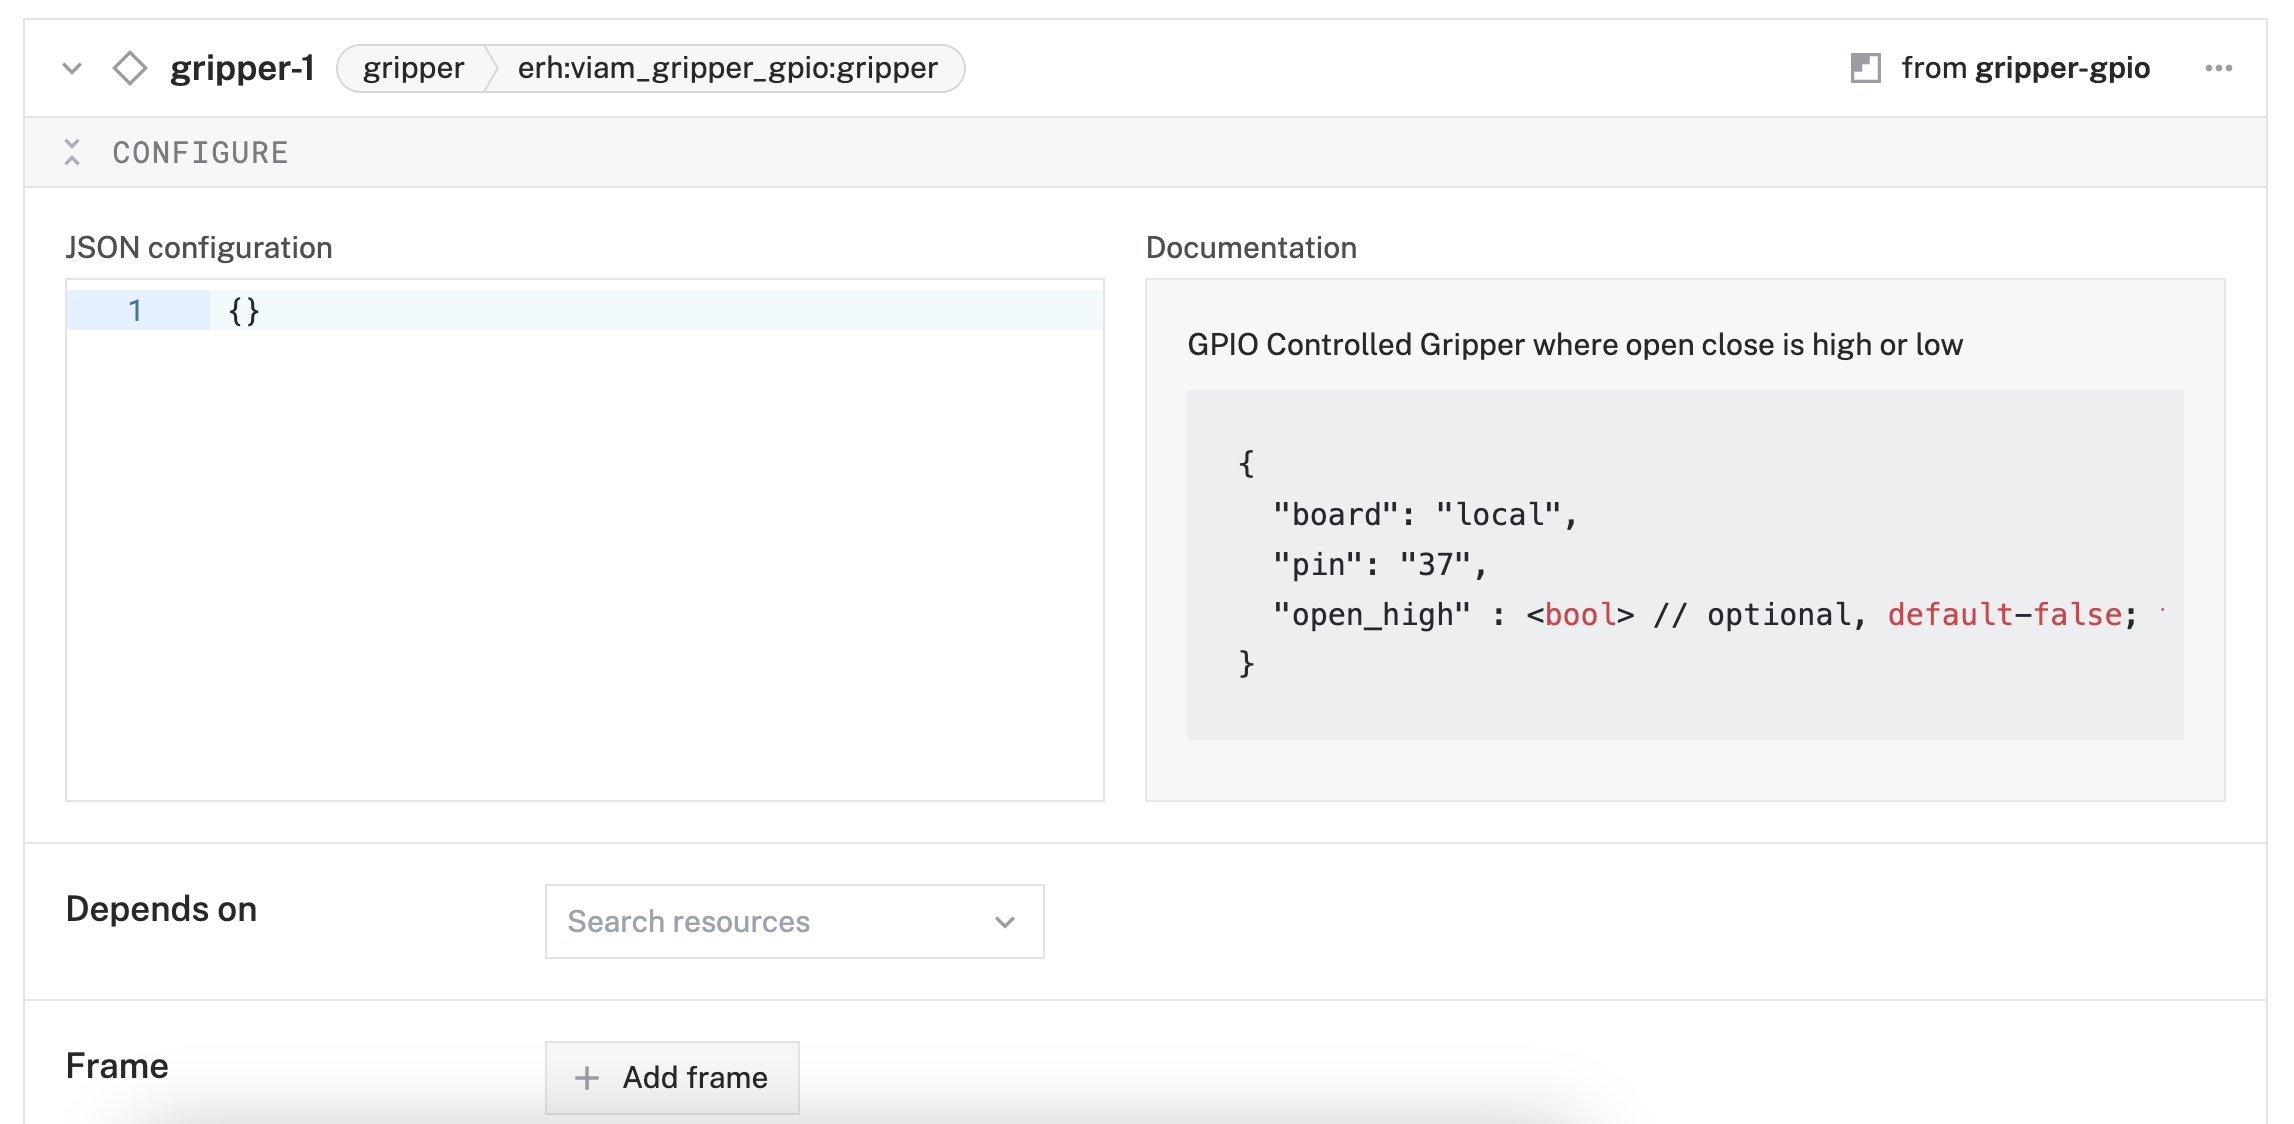 gripper-1 gripper erh:viam_gripper_gpio:gripper from gripper-gpio
CONFIGURE
JSON configuration
1 {}
Documentation
GPIO Controlled Gripper where open close is high or low
{
"board": "local",
"pin": "37",
"open_high" : <bool> // optional, default-false;
}
Depends on
Search resources
Frame
+ Add frame